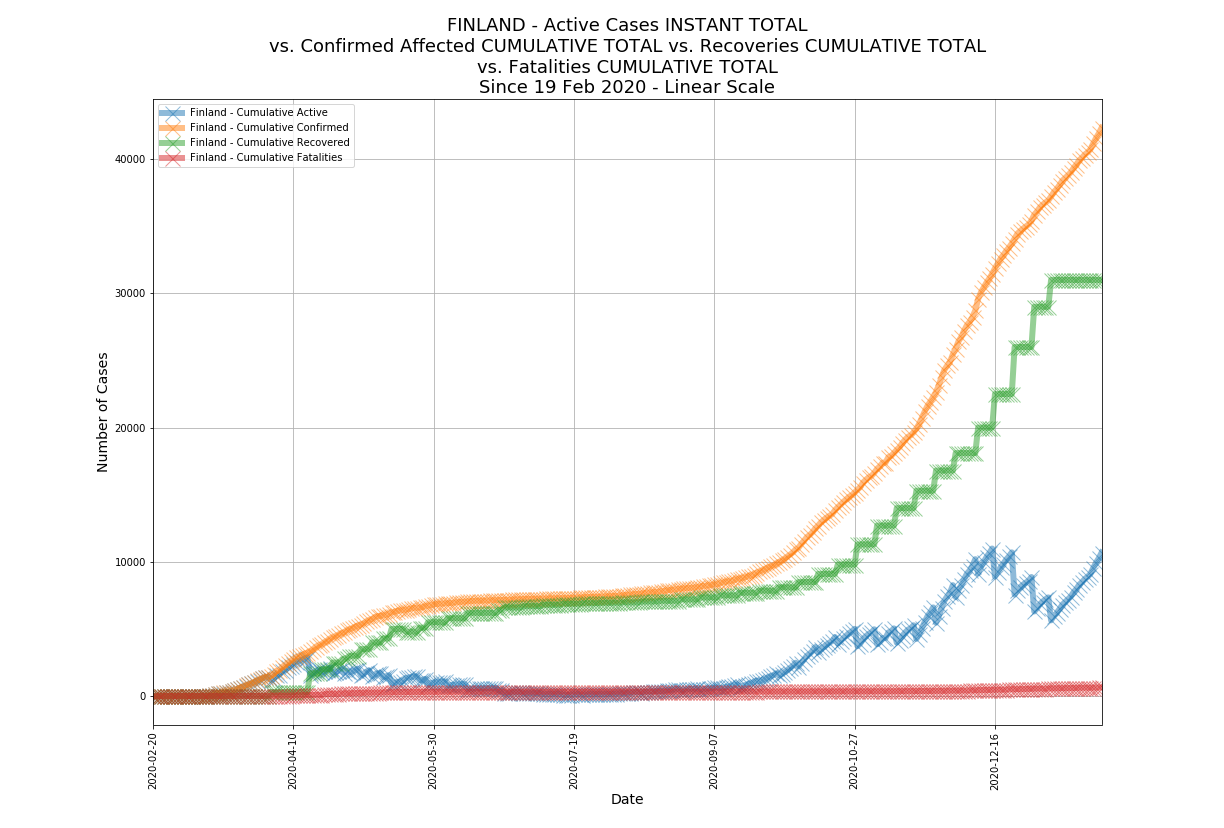 FINLAND - Active Cases INSTANT TOTAL
vs. Confirmed Affected CUMULATIVE TOTAL vs. Recoveries CUMULATIVE TOTAL
vs. Fatalities CUMULATIVE TOTAL
Since 19 Feb 2020 - Linear Scale
Finland - Cumulative Active
Finland - Cumulative Confirmed
Finland - Cumulative Recovered
Finland - Cumulative Fatalities
Number of Cases
40000
30000
20000
10000
0
2020-02-20
2020-04-10
2020-05-30
2020-07-19
2020-09-07
2020-10-27
2020-12-16
Date